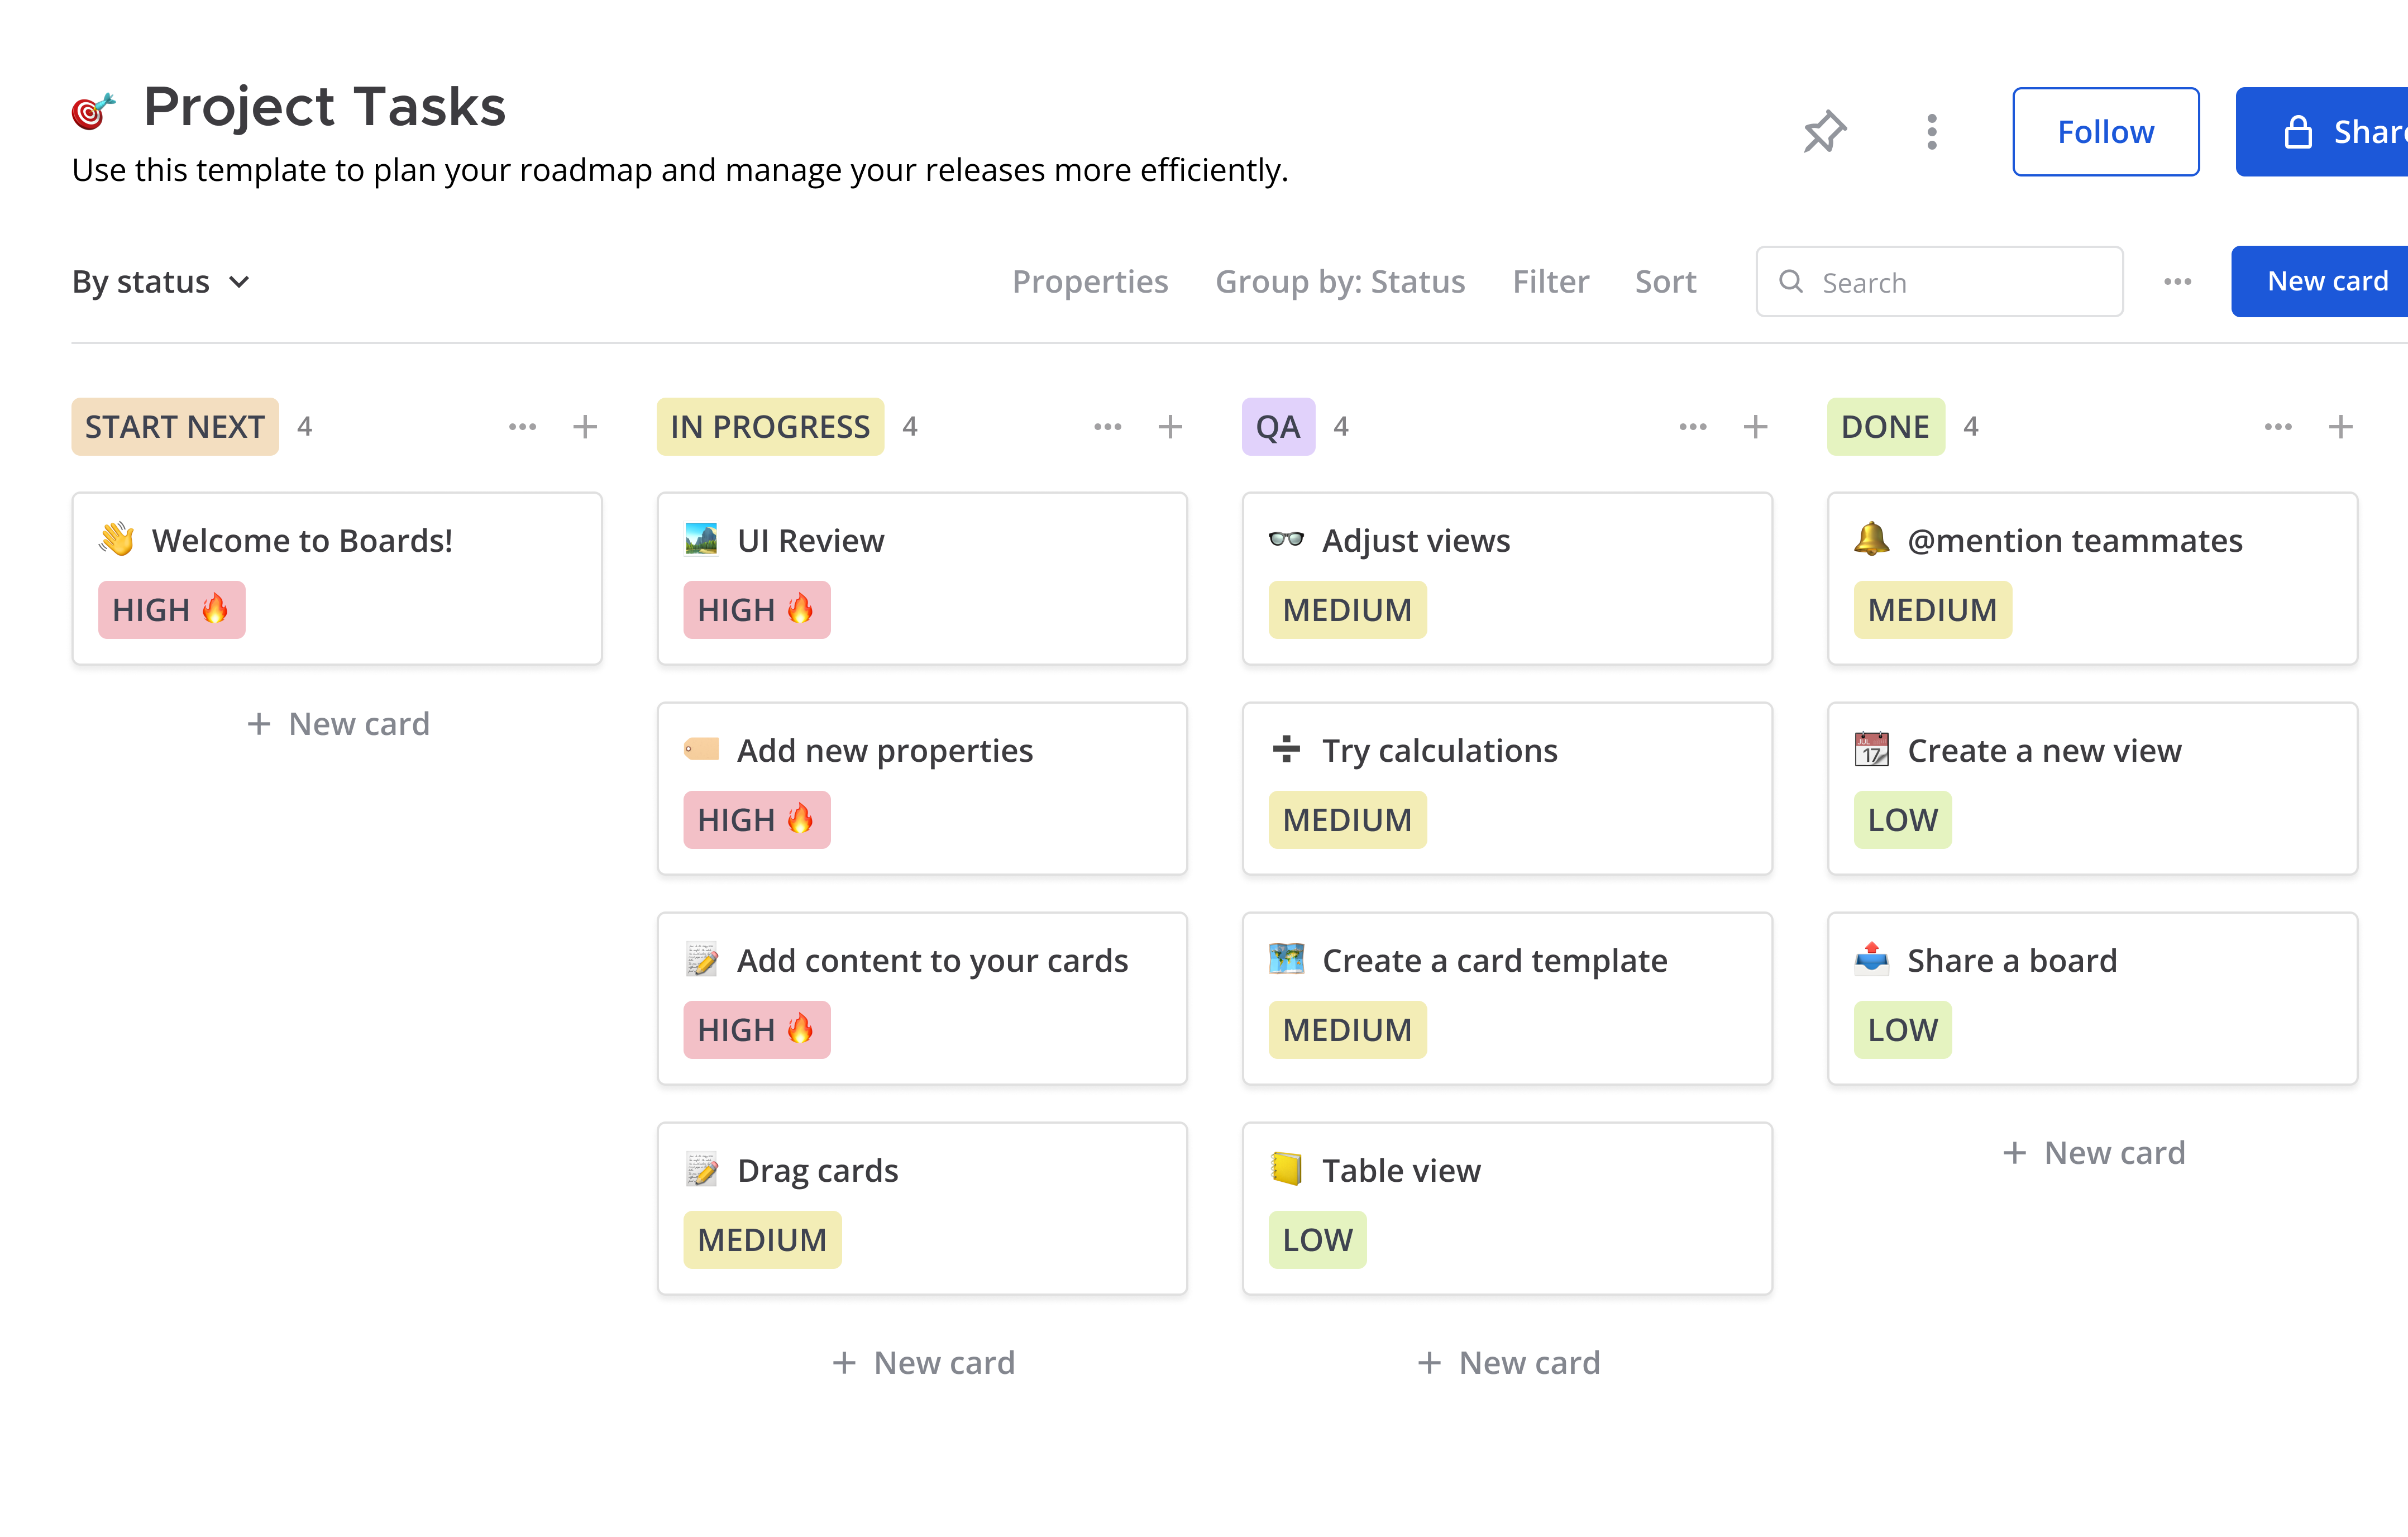 🎯 Project Tasks
Use this template to plan your roadmap and manage your releases more efficiently.
Follow
By status
Properties Group by: Status Filter Sort Search New card
START NEXT 4
👋 Welcome to Boards!
HIGH 🔥
+ New card
IN PROGRESS 4
🏞️ UI Review
HIGH 🔥
🏷️ Add new properties
HIGH 🔥
📝 Add content to your cards
HIGH 🔥
📝 Drag cards
MEDIUM
+ New card
QA 4
👓 Adjust views
MEDIUM
➗ Try calculations
MEDIUM
🗺️ Create a card template
MEDIUM
📒 Table view
LOW
+ New card
DONE 4
🔔 @mention teammates
MEDIUM
📆 Create a new view
LOW
📤 Share a board
LOW
+ New card